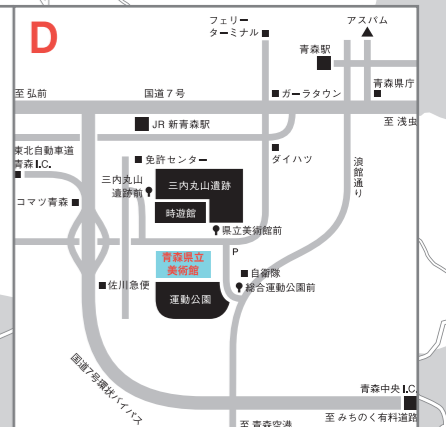 D
フェリー
ターミナル
アスパム
青森駅
ガーラタウン
青森県庁
至 弘前
国道7号
至 浅虫
JR 新青森駅
東北自動車道
青森I.C.
免許センター
ダイハツ
浪館通り
三内丸山
遺跡前
三内丸山遺跡
コマツ青森
時遊館
県立美術館前
P
青森県立
美術館
自衛隊
佐川急便
総合運動公園前
運動公園
国道7号環状バイパス
青森中央I.C.
至 青森空港
至 みちのく有料道路